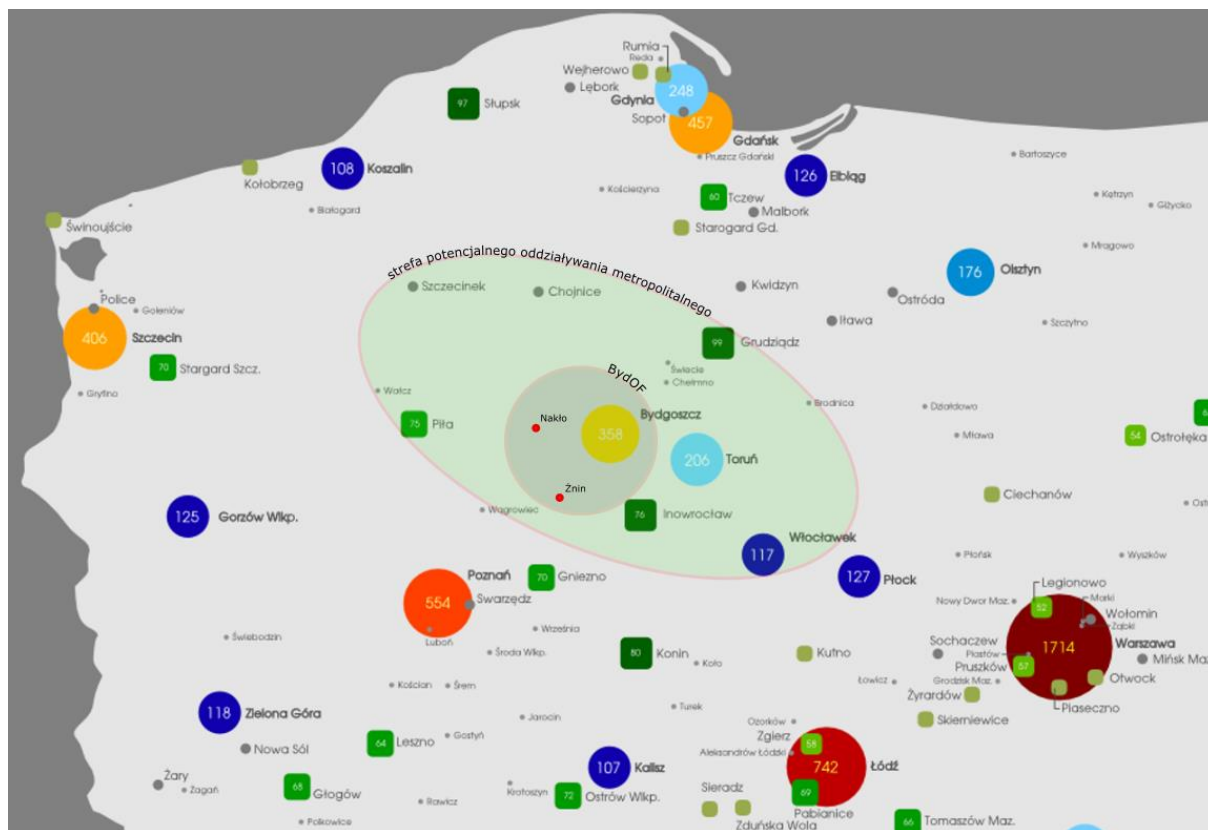 Rumia
Reda
Wejherowo
Lębork
248
Gdynia
Sopot
457
Gdańsk
Pruszcz Gdański
97 Słupsk
108 Koszalin
Kołobrzeg
Białogard
Świnoujście
Kościerzyna
126 Elbląg
60 Tczew
Malbork
Starogard Gd.
Bartoszyce
Kętrzyn
Giżycko
Mrągowo
strefa potencjalnego oddziaływania metropolitalnego
Szczecinek
Chojnice
Kwidzyn
176 Olsztyn
Ostróda
Iława
Szczytno
Police
Goleniów
406 Szczecin
70 Stargard Szcz.
Gryfino
99 Grudziądz
Świecie
Chełmno
BydOF
Wałcz
75 Piła
Nakło
358
Bydgoszcz
206 Toruń
Brodnica
Działdowo
Mława
54 Ostrołęka
Żnin
Wągrowiec
76 Inowrocław
Ciechanów
125 Gorzów Wlkp.
117
Włocławek
127 Płock
Płońsk
Wyszków
70 Gniezno
Poznań
554
Swarzędz
Luboń
Września
Środa Wlkp.
Świebodzin
80 Konin
Koło
Kutno
Legionowo
52
Nowy Dwor Maz.
Marki
Wołomin
Ząbki
Sochaczew
Piastów
1714
Warszawa
Mińsk Maz
Pruszków
57
Grodzisk Maz.
Otwock
Łowicz
Żyrardów
Piaseczno
Skierniewice
Kościan
Śrem
118 Zielona Góra
Nowa Sól
Jarocin
Turek
64 Leszno
Gostyń
Ozorków
Zgierz
58
Aleksandrów Łódzki
742
Łódź
69
Pabianice
107 Kalisz
Żary
Żagań
68 Głogów
Krotoszyn
72 Ostrów Wlkp.
Rawicz
Polkowice
Sieradz
Zduńska Wola
66 Tomaszów Maz.